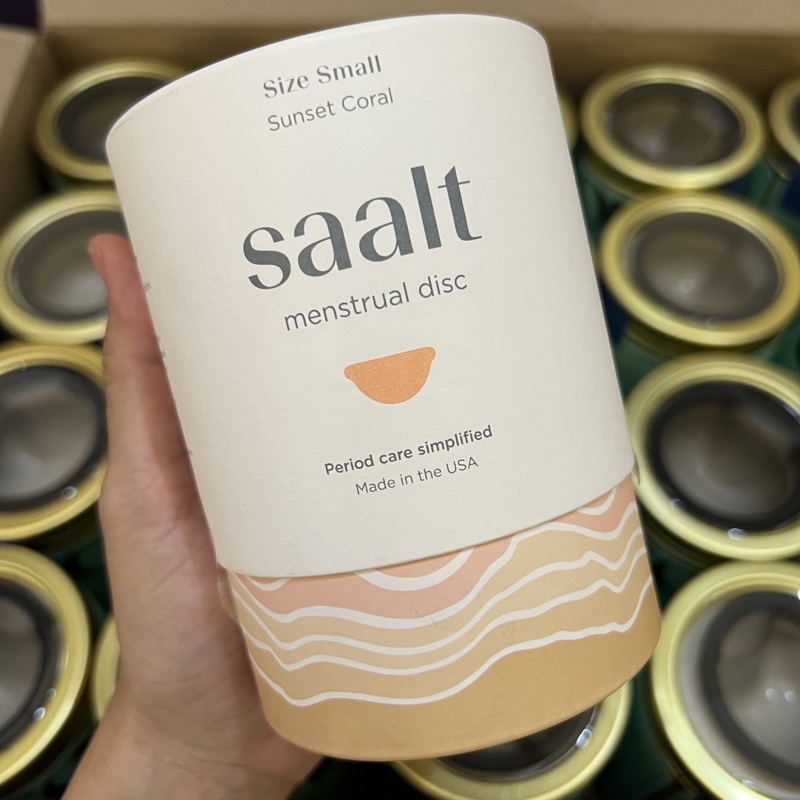 Size Small
Sunset Coral
saalt
menstrual disc
Period care simplified
Made in the USA